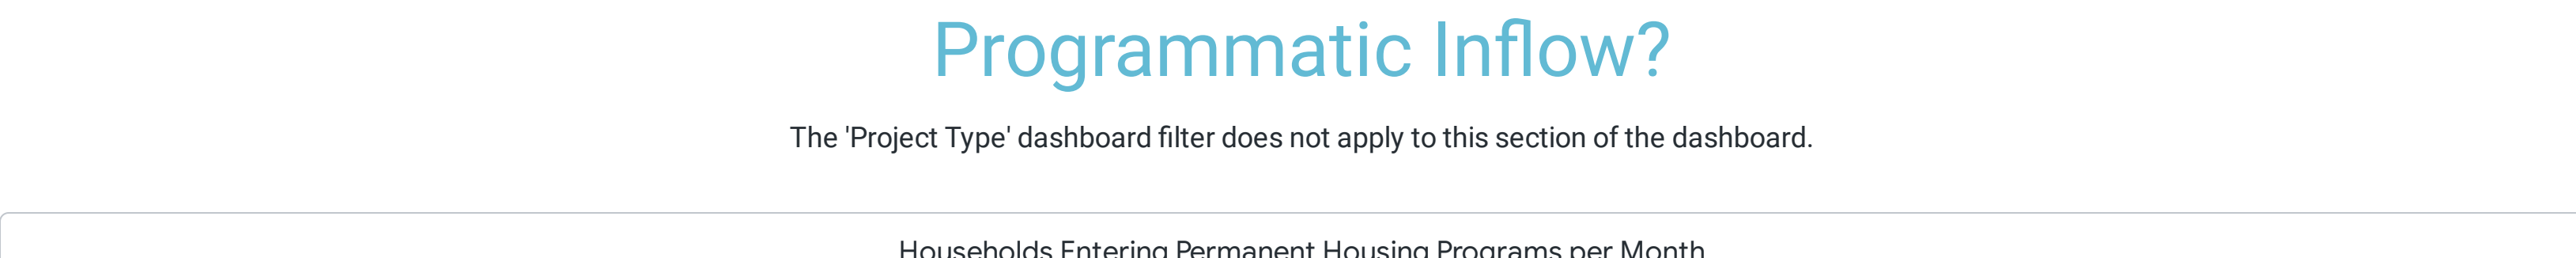 Programmatic Inflow?
The 'Project Type' dashboard filter does not apply to this section of the dashboard.
Households Entering Permanent Housing Programs per Month